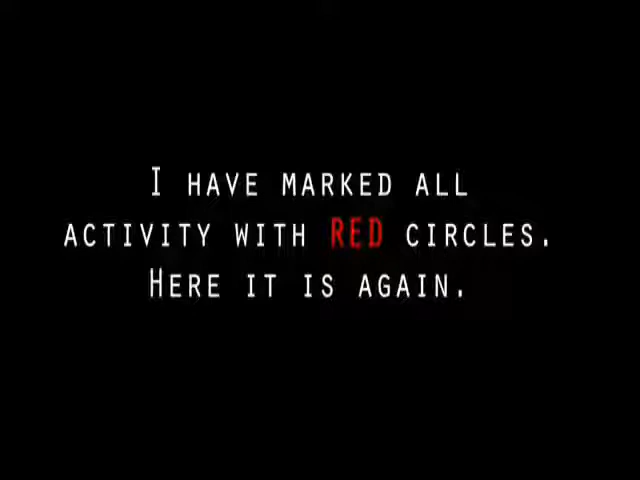 I HAVE MARKED ALL
ACTIVITY WITH RED CIRCLES.
HERE IT IS AGAIN.